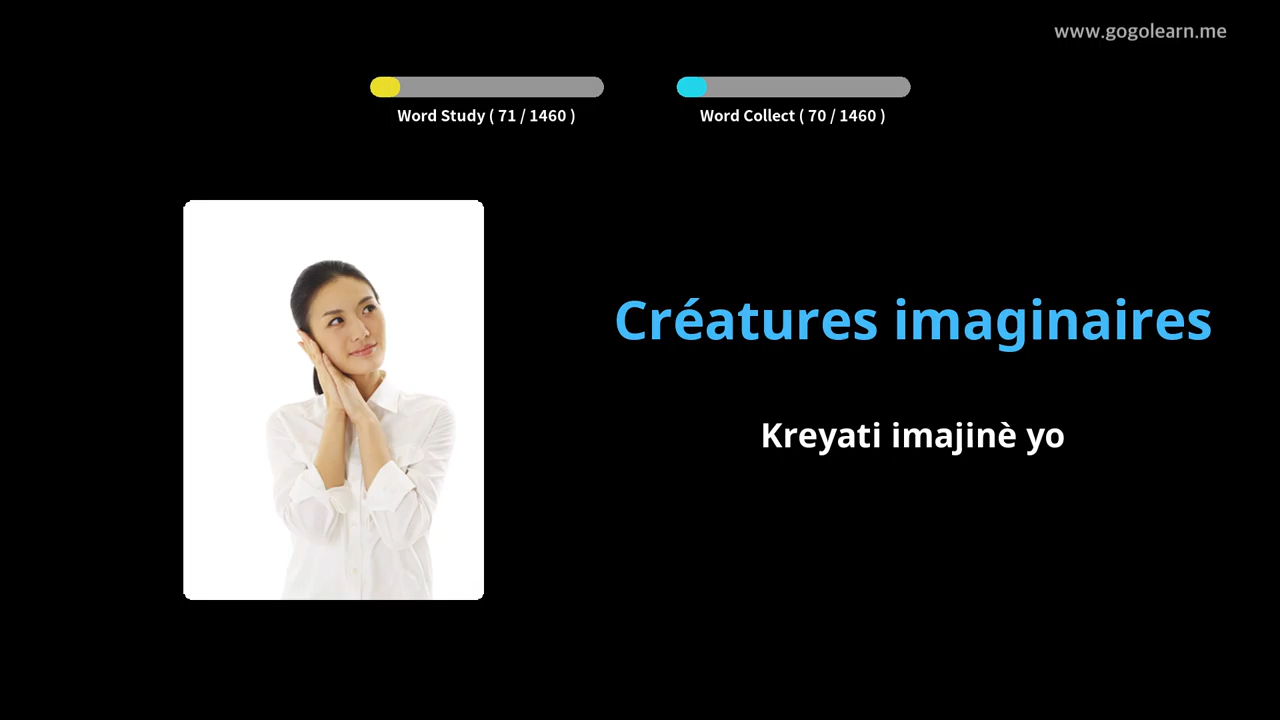 www.gogolearn.me
Word Study ( 71 / 1460 )
Word Collect ( 70 / 1460 )
Créatures imaginaires
Kreyati imajinè yo